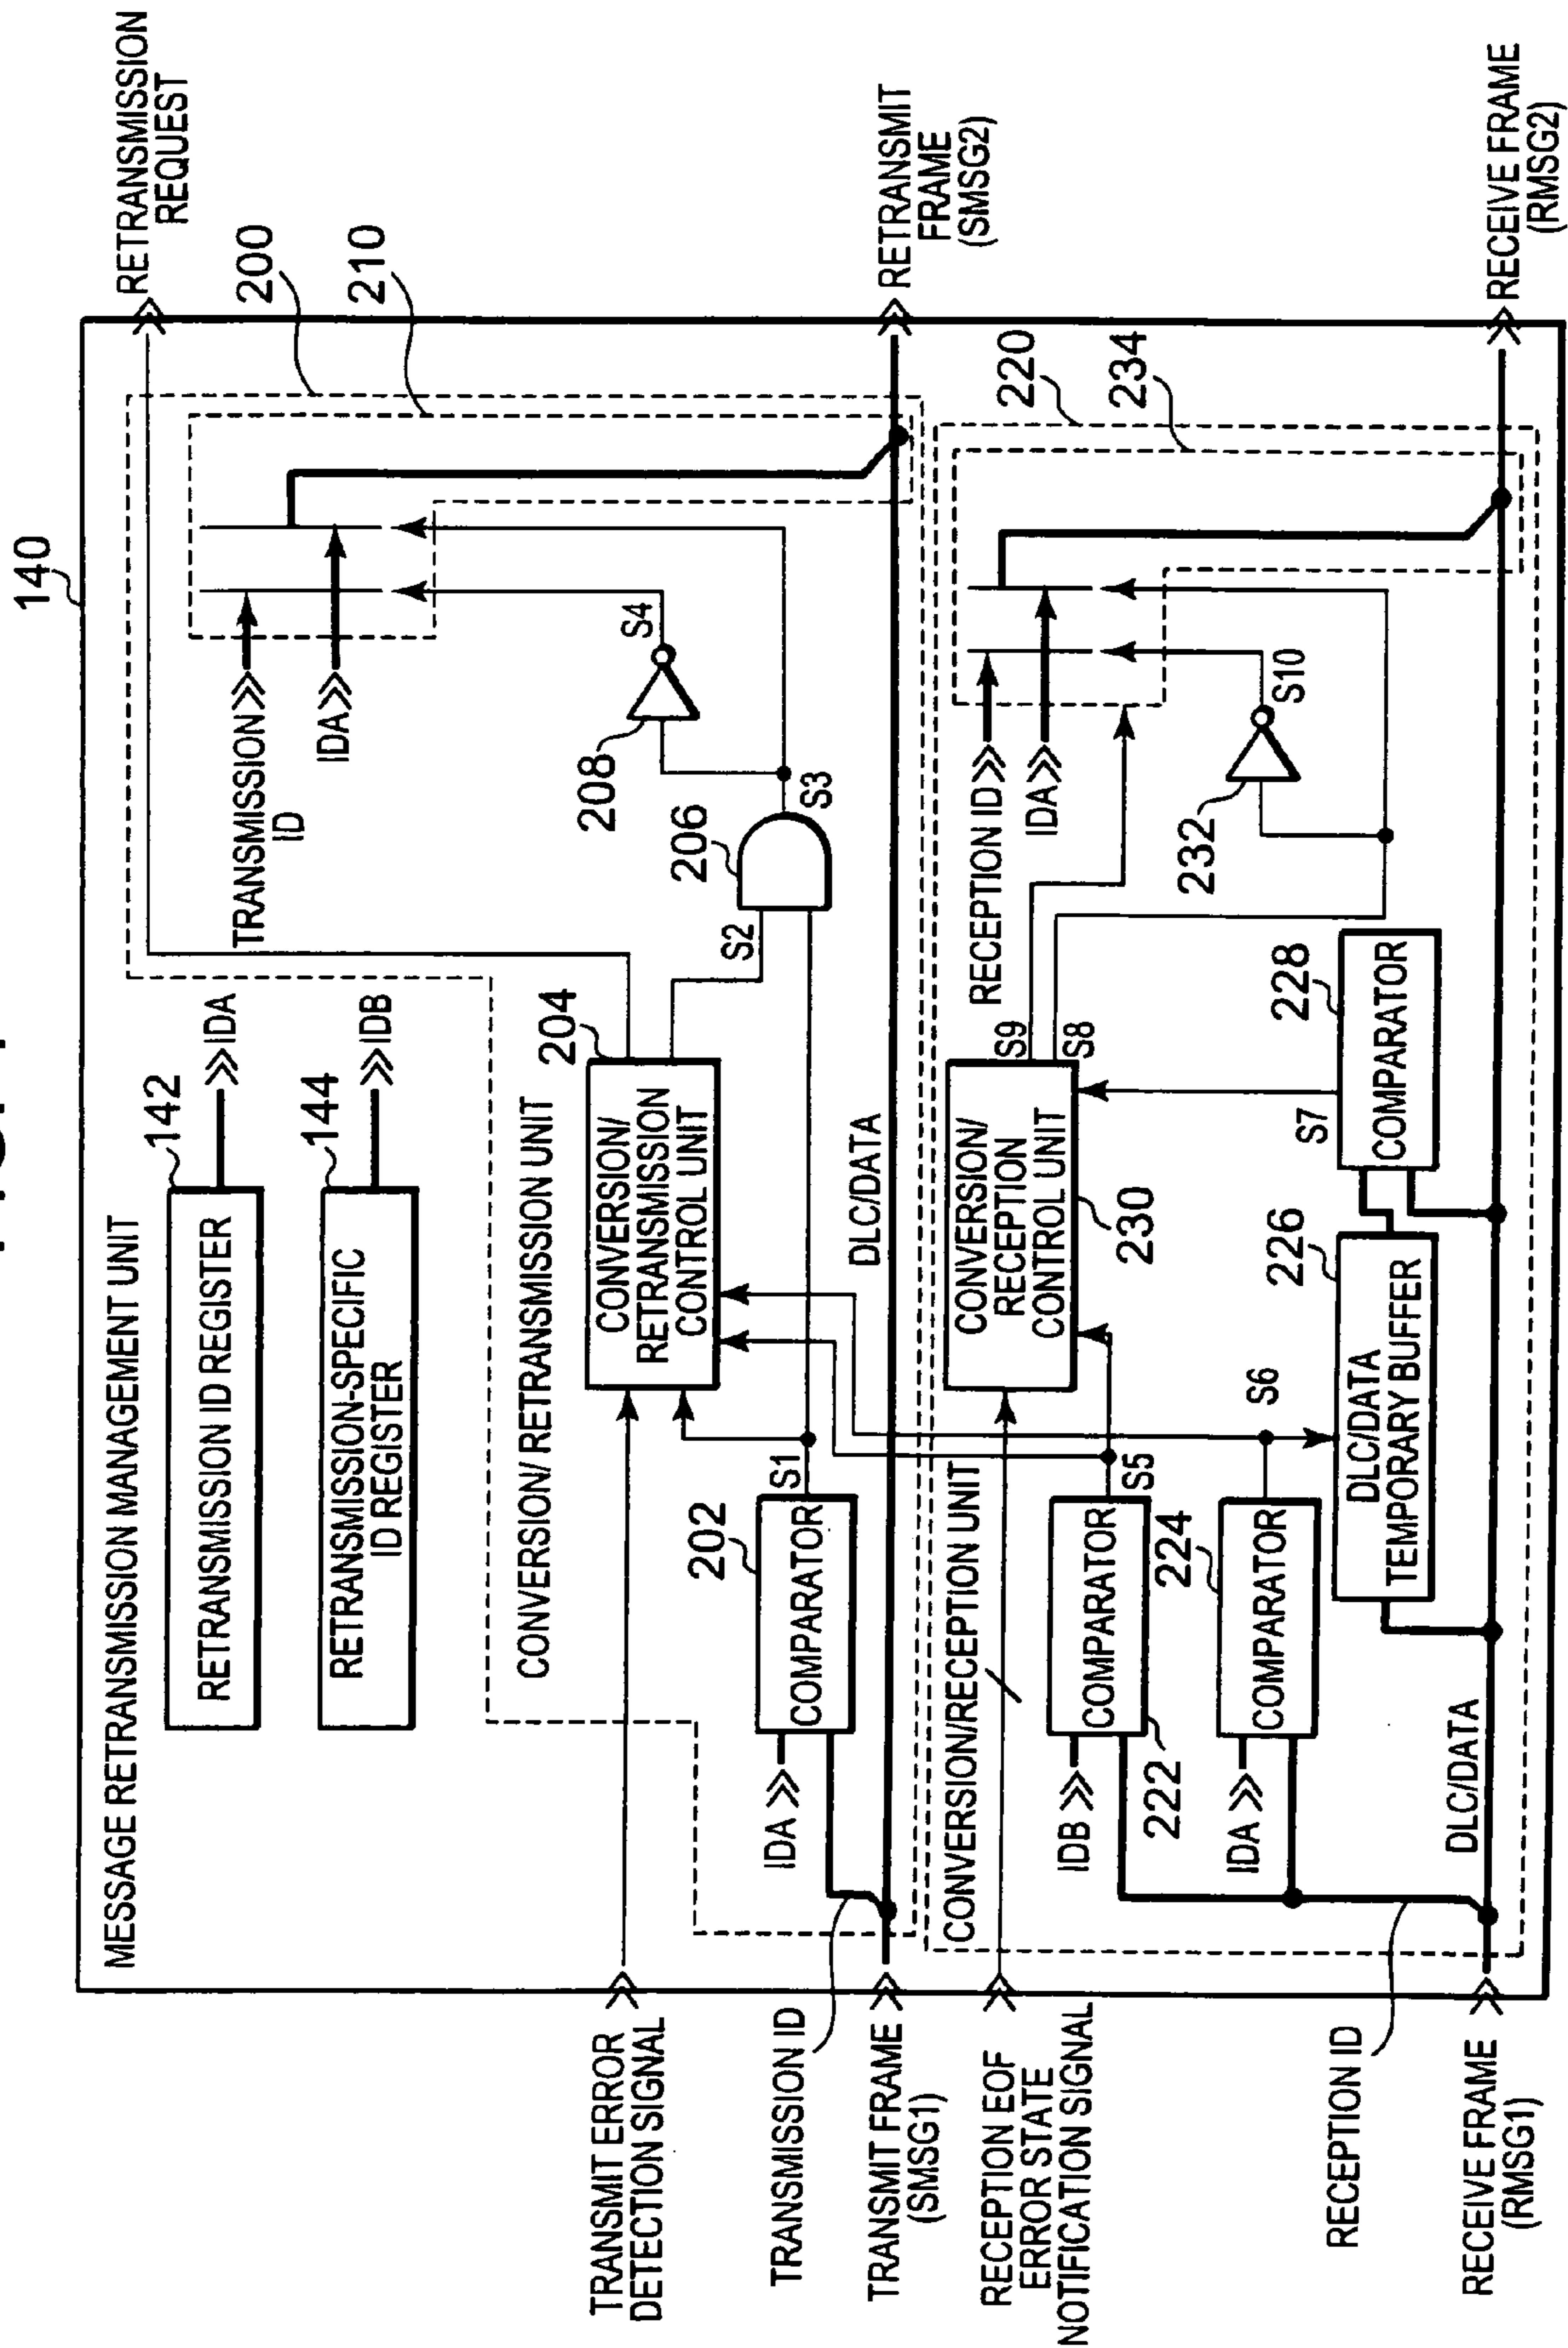 140
MESSAGE RETRANSMISSION MANAGEMENT UNIT
142
RETRANSMISSION ID REGISTER
IDA
144
RETRANSMISSION-SPECIFIC
ID REGISTER
IDB
RETRANSMISSION
REQUEST
200
210
CONVERSION/ RETRANSMISSION UNIT
TRANSMIT ERROR
DETECTION SIGNAL
204
CONVERSION/
RETRANSMISSION
CONTROL UNIT
TRANSMISSION
ID
IDA
208
S4
206
S2
S3
202
COMPARATOR
S1
IDA
TRANSMISSION ID
TRANSMIT FRAME
(SMSG1)
DLC/DATA
RETRANSMIT
FRAME
(SMSG2)
CONVERSION/RECEPTION UNIT
220
234
RECEPTION EOF
ERROR STATE
NOTIFICATION SIGNAL
CONVERSION/
RECEPTION
CONTROL UNIT
230
S9
S8
RECEPTION ID
IDA
232
S10
IDB
222
COMPARATOR
S5
224
IDA
COMPARATOR
S6
226
DLC/DATA
TEMPORARY BUFFER
228
COMPARATOR
S7
RECEPTION ID
DLC/DATA
RECEIVE FRAME
(RMSG1)
RECEIVE FRAME
(RMSG2)